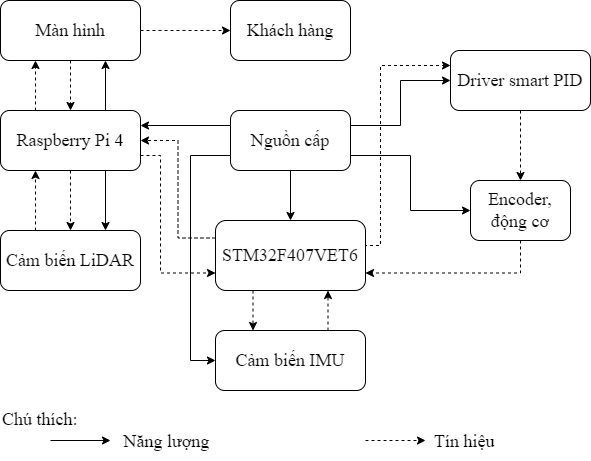 Màn hình
Khách hàng
Driver smart PID
Raspberry Pi 4
Nguồn cấp
Encoder,
động cơ
Cảm biến LiDAR
STM32F407VET6
Cảm biến IMU
Chú thích:
Năng lượng
Tín hiệu